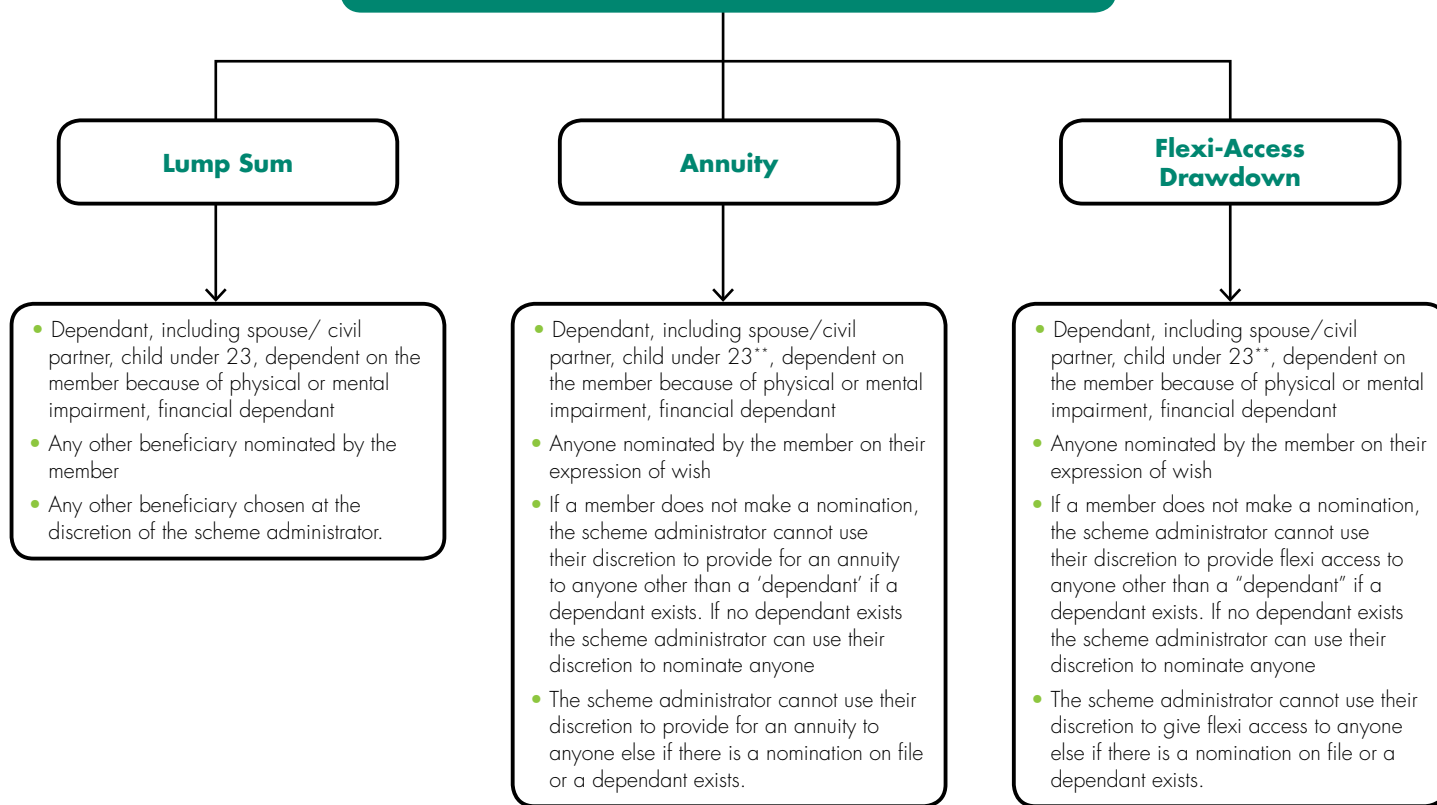 Lump Sum
Annuity
Flexi-Access
Drawdown
• Dependant, including spouse/ civil
partner, child under 23, dependent on the
member because of physical or mental
impairment, financial dependant
• Any other beneficiary nominated by the
member
• Any other beneficiary chosen at the
discretion of the scheme administrator.
• Dependant, including spouse/civil
partner, child under 23**, dependent on
the member because of physical or mental
impairment, financial dependant
• Anyone nominated by the member on their
expression of wish
• If a member does not make a nomination,
the scheme administrator cannot use
their discretion to provide for an annuity
to anyone other than a ‘dependant’ if a
dependant exists. If no dependant exists
the scheme administrator can use their
discretion to nominate anyone
• The scheme administrator cannot use their
discretion to provide for an annuity to
anyone else if there is a nomination on file
or a dependant exists.
• Dependant, including spouse/civil
partner, child under 23**, dependent on
the member because of physical or mental
impairment, financial dependant
• Anyone nominated by the member on their
expression of wish
• If a member does not make a nomination,
the scheme administrator cannot use
their discretion to provide flexi access to
anyone other than a “dependant” if a
dependant exists. If no dependant exists
the scheme administrator can use their
discretion to nominate anyone
• The scheme administrator cannot use their
discretion to give flexi access to anyone
else if there is a nomination on file or a
dependant exists.